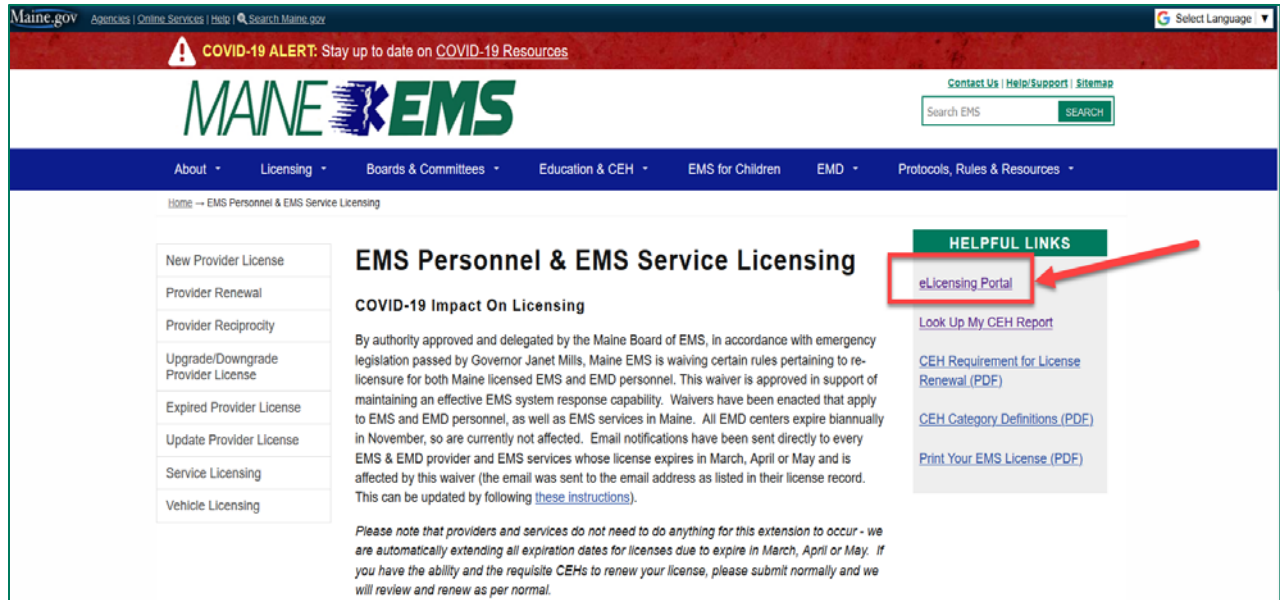 Maine.gov Agencies | Online Services | Help | Search Maine.gov
Select Language ▼
COVID-19 ALERT: Stay up to date on COVID-19 Resources
MAINE EMS
Contact Us | Help/Support | Sitemap
Search EMS SEARCH
About Licensing Boards & Committees Education & CEH EMS for Children EMD Protocols, Rules & Resources
Home → EMS Personnel & EMS Service Licensing
New Provider License
Provider Renewal
Provider Reciprocity
Upgrade/Downgrade
Provider License
Expired Provider License
Update Provider License
Service Licensing
Vehicle Licensing
EMS Personnel & EMS Service Licensing
COVID-19 Impact On Licensing
By authority approved and delegated by the Maine Board of EMS, in accordance with emergency
legislation passed by Governor Janet Mills, Maine EMS is waiving certain rules pertaining to re-
licensure for both Maine licensed EMS and EMD personnel. This waiver is approved in support of
maintaining an effective EMS system response capability. Waivers have been enacted that apply
to EMS and EMD personnel, as well as EMS services in Maine. All EMD centers expire biannually
in November, so are currently not affected. Email notifications have been sent directly to every
EMS & EMD provider and EMS services whose license expires in March, April or May and is
affected by this waiver (the email was sent to the email address as listed in their license record.
This can be updated by following these instructions).
Please note that providers and services do not need to do anything for this extension to occur - we
are automatically extending all expiration dates for licenses due to expire in March, April or May. If
you have the ability and the requisite CEHs to renew your license, please submit normally and we
will review and renew as per normal.
HELPFUL LINKS
eLicensing Portal
Look Up My CEH Report
CEH Requirement for License
Renewal (PDF)
CEH Category Definitions (PDF)
Print Your EMS License (PDF)